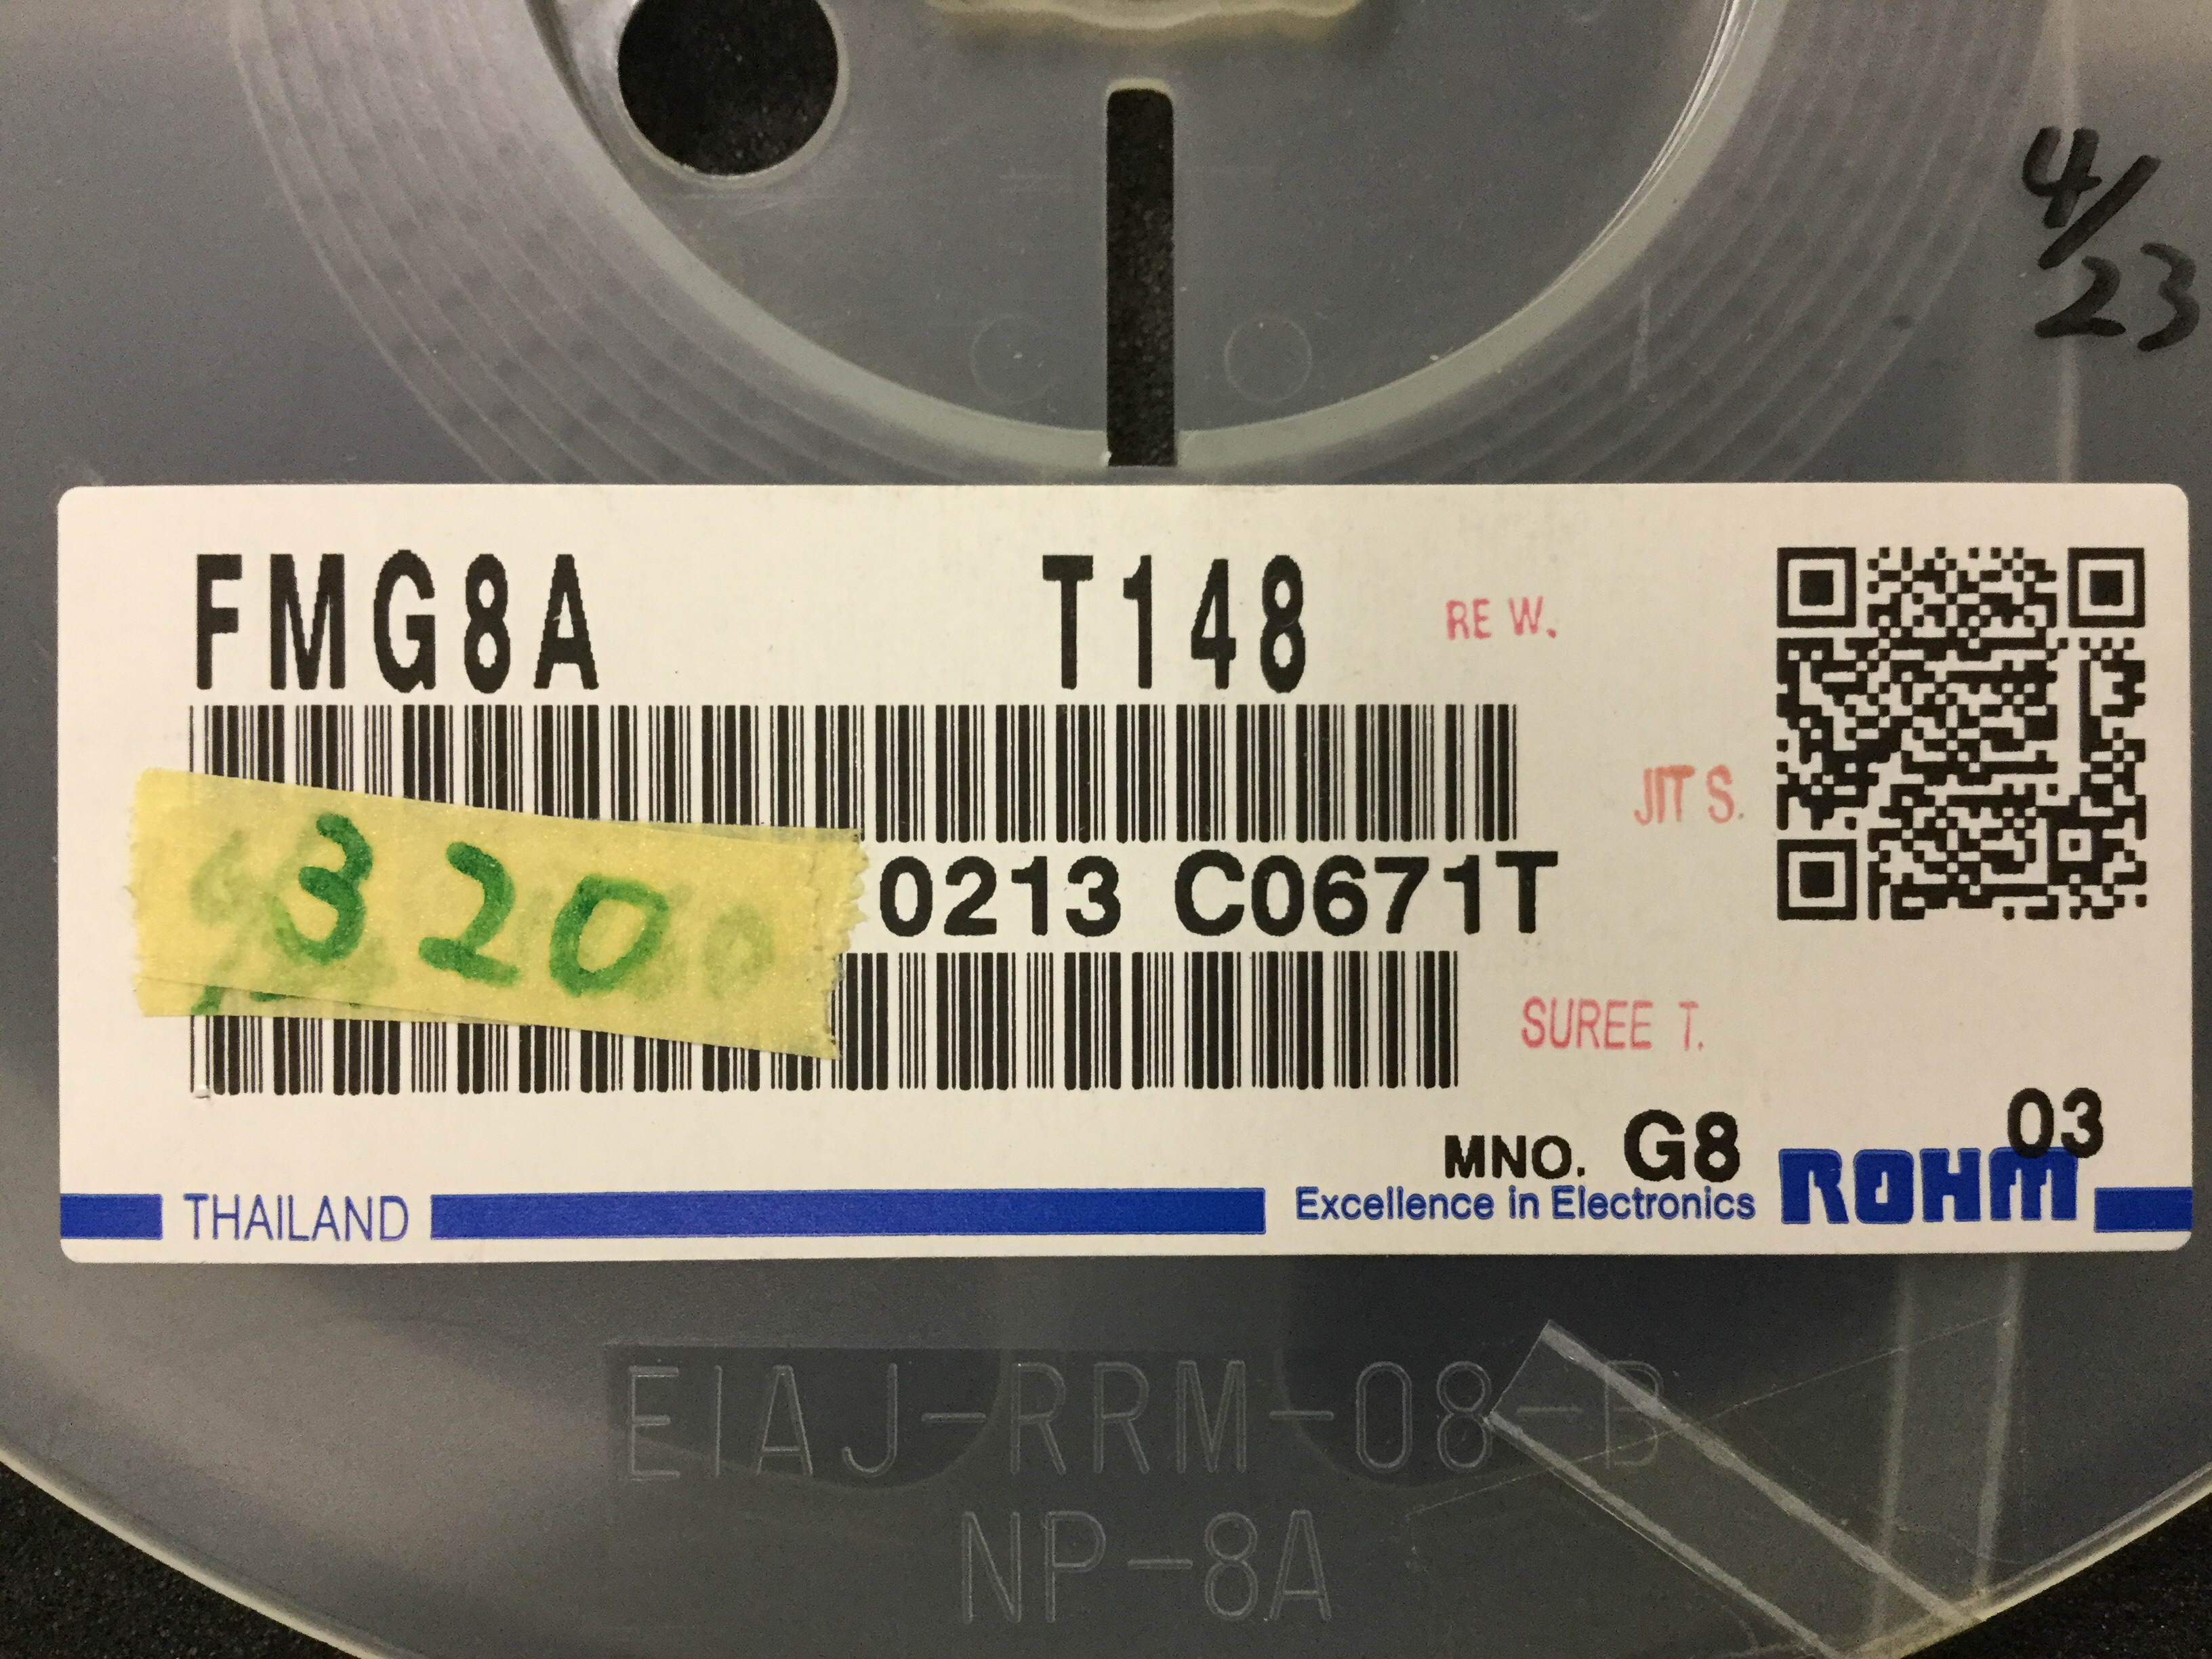 4/23
FMG8A T148 RE W.
JIT S.
320
0213 C0671T
SUREE T.
MNO. G8 03
THAILAND Excellence in Electronics ROHM
EIAJ-RRM-08-B
NP-8A